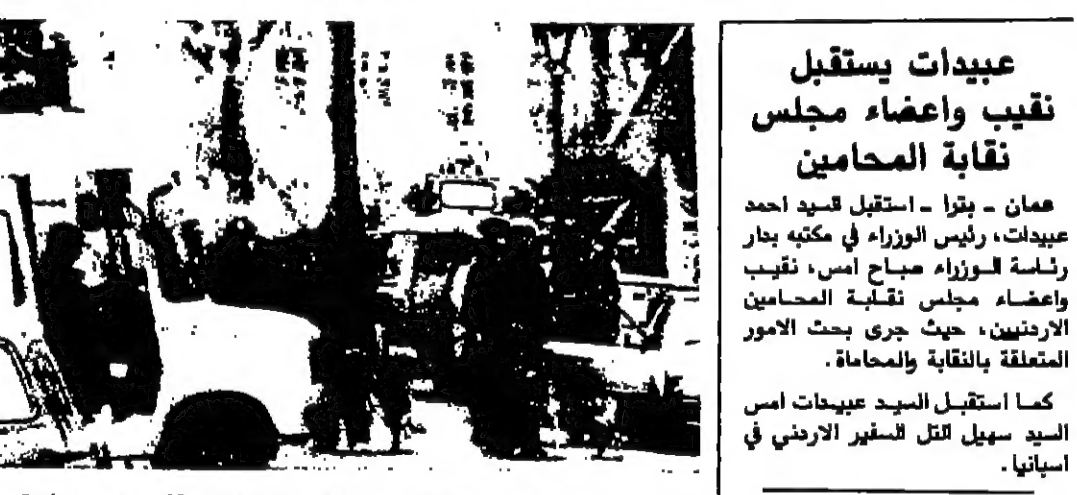 عبيدات يستقبل
نقيب واعضاء مجلس
نقابة المحامين
عمان ـ بترا ـ استقبل السيد احمد
عبيدات، رئيس الوزراء في مكتبه بدار
رئاسة الوزراء صباح امس، نقيب
واعضاء مجلس نقابة المحامين
الاردنيين، حيث جرى بحث الامور
المتعلقة بالنقابة والمحاماة.
كما استقبل السيد عبيدات امس
السيد سهيل التل السفير الاردني في
اسبانيا.